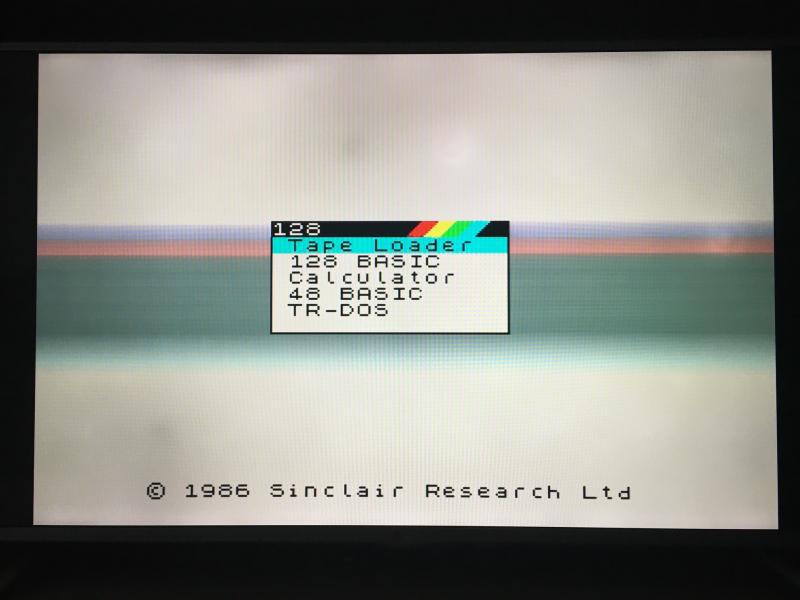 128
Tape Loader
128 BASIC
Calculator
48 BASIC
TR-DOS
© 1986 Sinclair Research Ltd